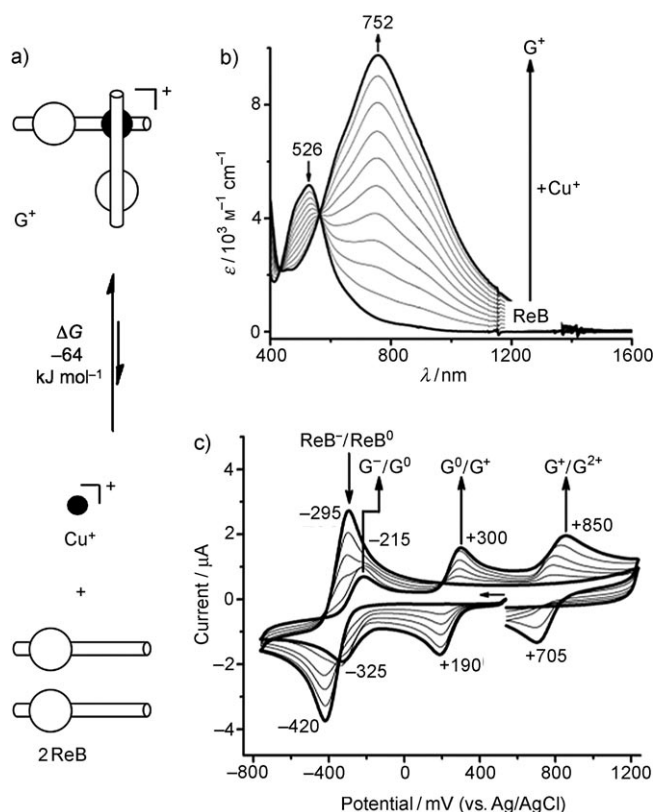 a)
+
G⁺
ΔG
–64
kJ mol⁻¹
+
Cu⁺
+
2 ReB
b)
752
G⁺
526
+Cu⁺
ReB
ε / 10³ M⁻¹ cm⁻¹
8
4
0
400 800 1200 1600
λ / nm
c)
ReB⁻/ReB⁰
G⁻/G⁰
G⁰/G⁺
G⁺/G²⁺
–295
–215
+300
+850
–325
+190
+705
–420
Current / µA
4
2
0
–2
–4
–800 –400 0 400 800 1200
Potential / mV (vs. Ag/AgCl)